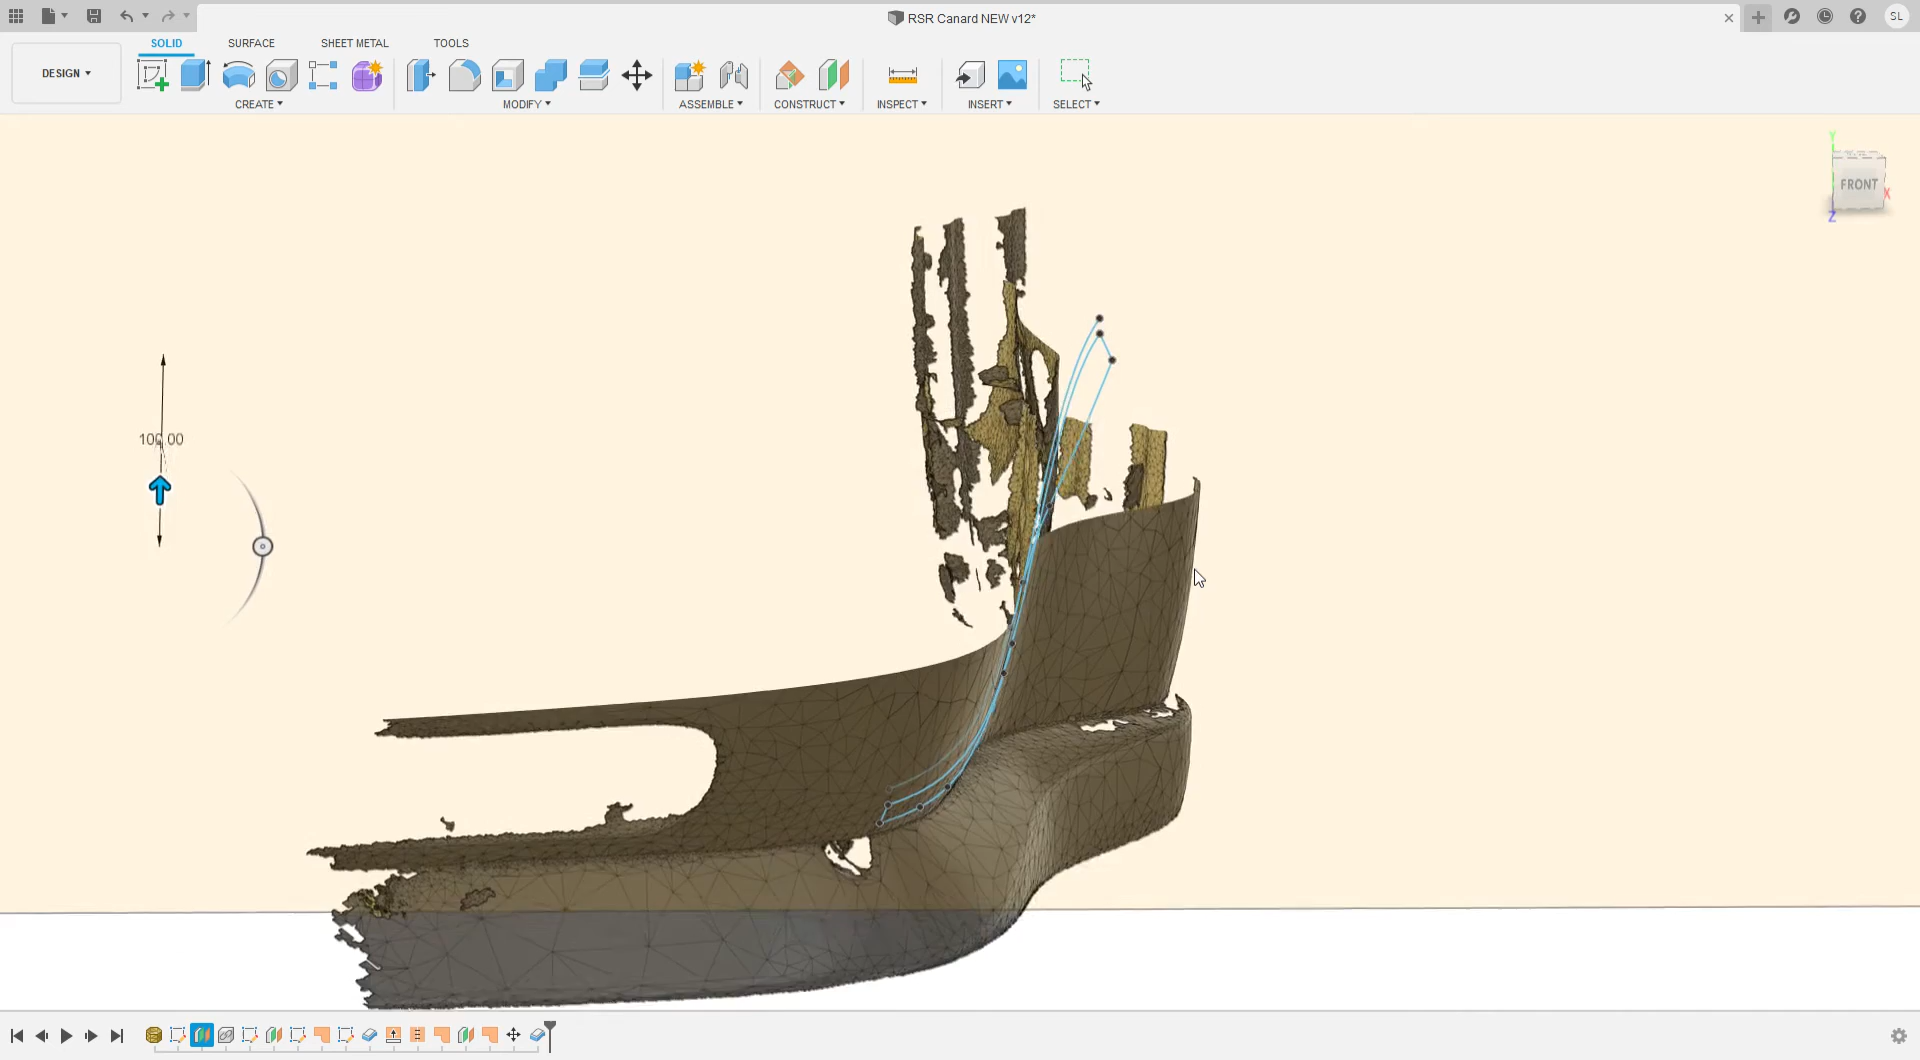 RSR Canard NEW v12*
SL
SOLID
SURFACE
SHEET METAL
TOOLS
DESIGN
CREATE
MODIFY
ASSEMBLE
CONSTRUCT
INSPECT
INSERT
SELECT
Y
FRONT
X
Z
100.00